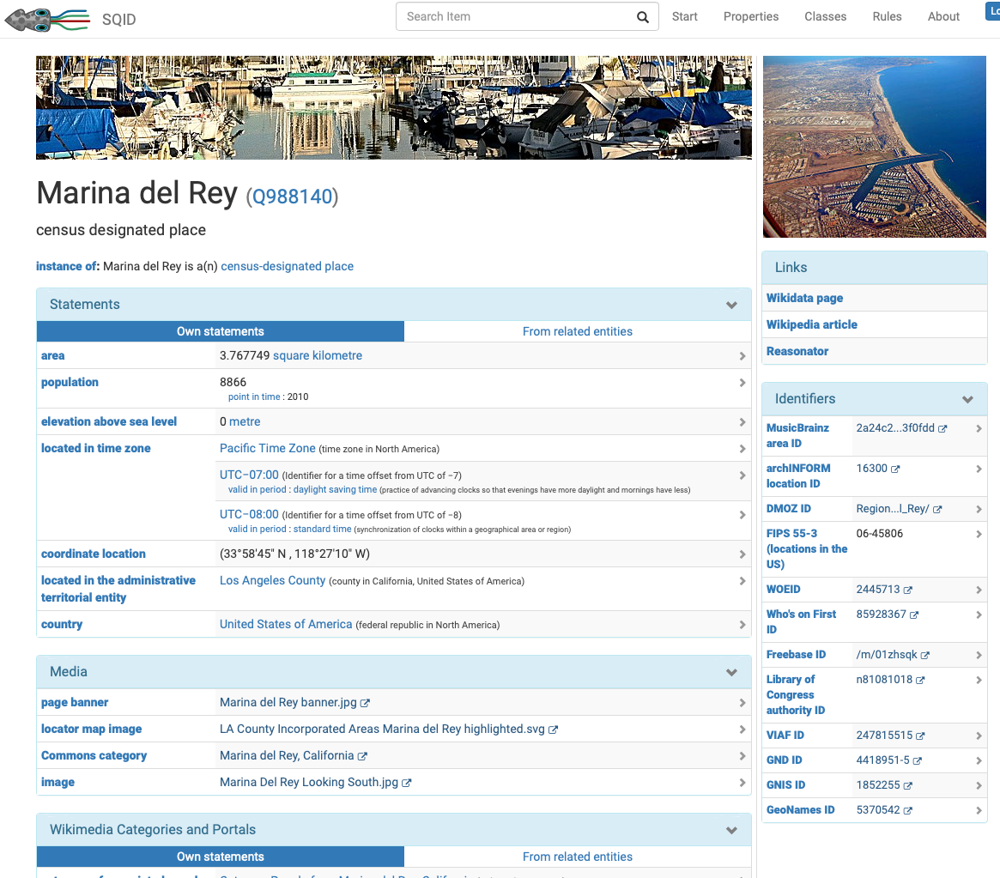 SQID
Search Item
Start
Properties
Classes
Rules
About
Lo
Marina del Rey (Q988140)
census designated place
instance of: Marina del Rey is a(n) census-designated place
Statements
Own statements
From related entities
area
3.767749 square kilometre
population
8866
point in time : 2010
elevation above sea level
0 metre
located in time zone
Pacific Time Zone (time zone in North America)
UTC−07:00 (Identifier for a time offset from UTC of −7)
valid in period : daylight saving time (practice of advancing clocks so that evenings have more daylight and mornings have less)
UTC−08:00 (Identifier for a time offset from UTC of −8)
valid in period : standard time (synchronization of clocks within a geographical area or region)
coordinate location
(33°58'45" N , 118°27'10" W)
located in the administrative
territorial entity
Los Angeles County (county in California, United States of America)
country
United States of America (federal republic in North America)
Media
page banner
Marina del Rey banner.jpg
locator map image
LA County Incorporated Areas Marina del Rey highlighted.svg
Commons category
Marina del Rey, California
image
Marina Del Rey Looking South.jpg
Wikimedia Categories and Portals
Own statements
From related entities
Links
Wikidata page
Wikipedia article
Reasonator
Identifiers
MusicBrainz
area ID
2a24c2...3f0fdd
archINFORM
location ID
16300
DMOZ ID
Region...l_Rey/
FIPS 55-3
(locations in the
US)
06-45806
WOEID
2445713
Who's on First
ID
85928367
Freebase ID
/m/01zhsqk
Library of
Congress
authority ID
n81081018
VIAF ID
247815515
GND ID
4418951-5
GNIS ID
1852255
GeoNames ID
5370542